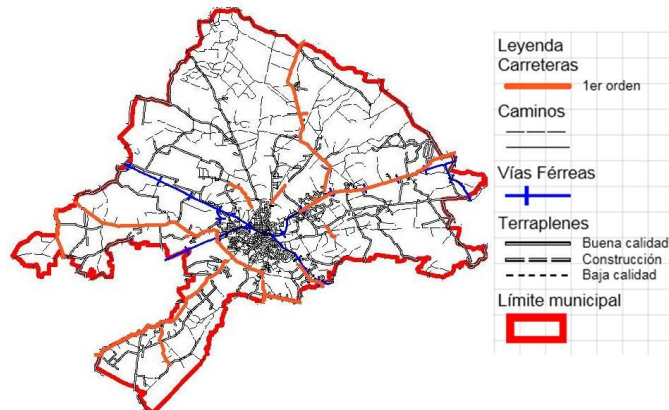 Leyenda
Carreteras
1er orden
Caminos
Vías Férreas
Terraplenes
Buena calidad
Construcción
Baja calidad
Límite municipal